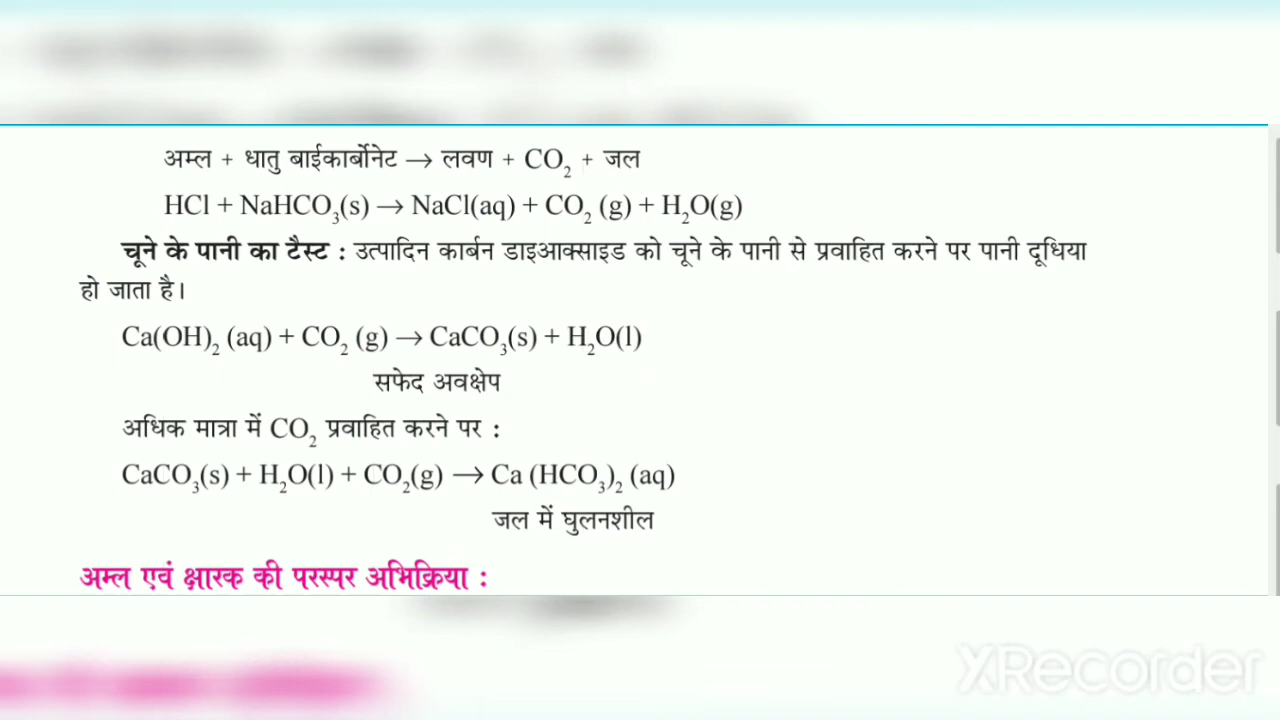 अम्ल + धातु बाईकार्बोनेट → लवण + CO₂ + जल
HCl + NaHCO₃(s) → NaCl(aq) + CO₂ (g) + H₂O(g)
चूने के पानी का टैस्ट : उत्पादिन कार्बन डाइआक्साइड को चूने के पानी से प्रवाहित करने पर पानी दूधिया
हो जाता है।
Ca(OH)₂ (aq) + CO₂ (g) → CaCO₃(s) + H₂O(l)
सफेद अवक्षेप
अधिक मात्रा में CO₂ प्रवाहित करने पर :
CaCO₃(s) + H₂O(l) + CO₂(g) → Ca (HCO₃)₂ (aq)
जल में घुलनशील
अम्ल एवं क्षारक की परस्पर अभिक्रिया :
XRecorder